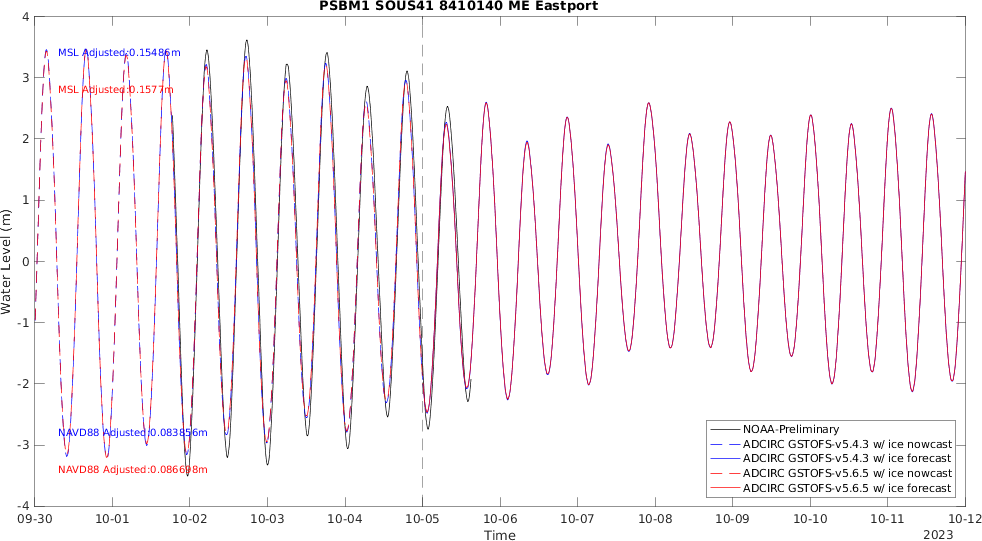 PSBM1 SOUS41 8410140 ME Eastport
4
3
2
1
0
-1
-2
-3
-4
Water Level (m)
MSL Adjusted:0.15486m
MSL Adjusted:0.1577m
NAVD88 Adjusted:0.083856m
NAVD88 Adjusted:0.086698m
NOAA-Preliminary
ADCIRC GSTOFS-v5.4.3 w/ ice nowcast
ADCIRC GSTOFS-v5.4.3 w/ ice forecast
ADCIRC GSTOFS-v5.6.5 w/ ice nowcast
ADCIRC GSTOFS-v5.6.5 w/ ice forecast
09-30 10-01 10-02 10-03 10-04 10-05 10-06 10-07 10-08 10-09 10-10 10-11 10-12
Time
2023